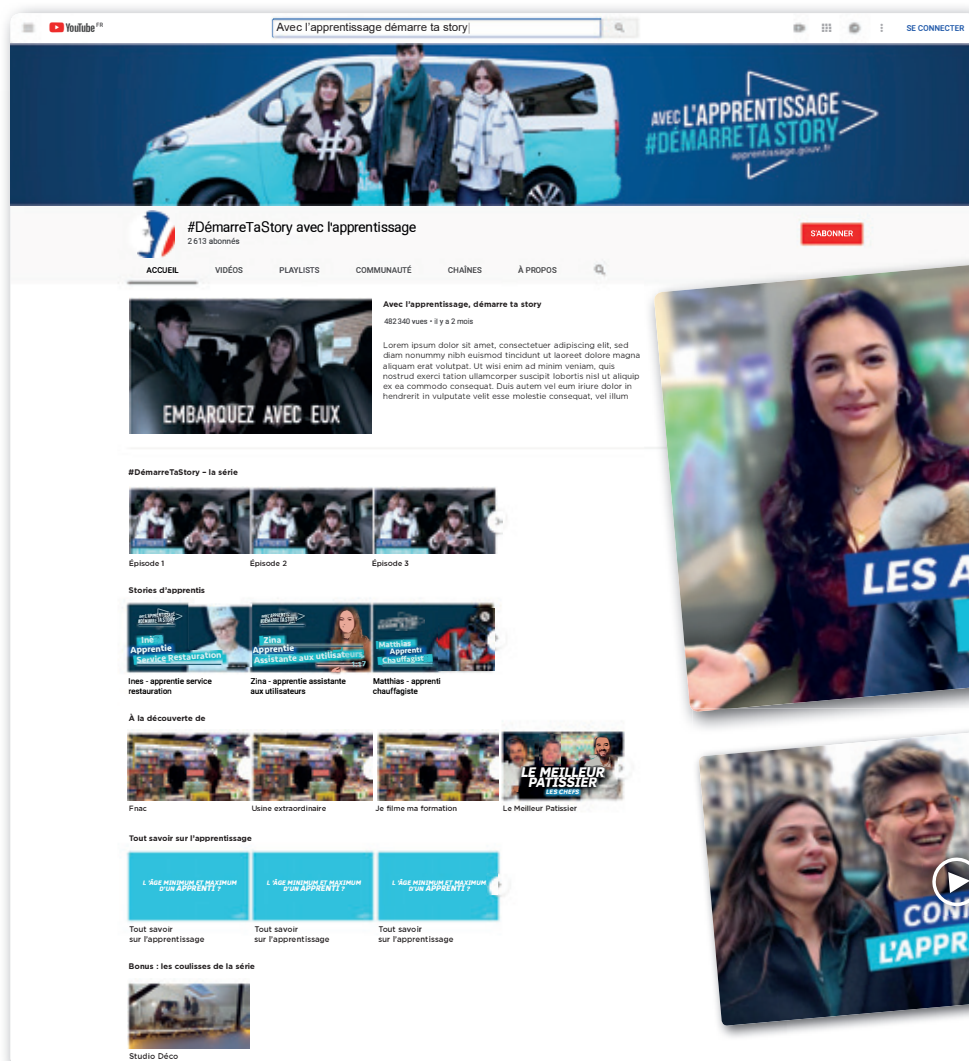 YouTube FR
Avec l'apprentissage démarre ta story
SE CONNECTER
AVEC L'APPRENTISSAGE
#DÉMARRE TA STORY
apprentissage.gouv.fr
#
#DémarreTaStory avec l'apprentissage
2 613 abonnés
S'ABONNER
ACCUEIL VIDÉOS PLAYLISTS COMMUNAUTÉ CHAÎNES À PROPOS
EMBARQUEZ AVEC EUX
Avec l'apprentissage, démarre ta story
482 340 vues • il y a 2 mois
Lorem ipsum dolor sit amet, consectetuer adipiscing elit, sed
diam nonummy nibh euismod tincidunt ut laoreet dolore magna
aliquam erat volutpat. Ut wisi enim ad minim veniam, quis
nostrud exerci tation ullamcorper suscipit lobortis nisl ut aliquip
ex ea commodo consequat. Duis autem vel eum iriure dolor in
hendrerit in vulputate velit esse molestie consequat, vel illum
LES A
#DémarreTaStory – la série
Épisode 1
Épisode 2
Épisode 3
Stories d'apprentis
Inè
Apprentie
Service Restauration
Zina
Apprentie
Assistante aux utilisateurs
1:17
Matthias
Apprenti
Chauffagiste
BTP
Ines - apprentie service
restauration
Zina - apprentie assistante
aux utilisateurs
Matthias - apprenti
chauffagiste
À la découverte de
LE MEILLEUR
PATISSIER
LES CHEFS
Fnac
Usine extraordinaire
Je filme ma formation
Le Meilleur Patissier
Tout savoir sur l'apprentissage
L'ÂGE MINIMUM ET MAXIMUM
D'UN APPRENTI ?
L'ÂGE MINIMUM ET MAXIMUM
D'UN APPRENTI ?
L'ÂGE MINIMUM ET MAXIMUM
D'UN APPRENTI ?
Tout savoir
sur l'apprentissage
Tout savoir
sur l'apprentissage
Tout savoir
sur l'apprentissage
L'APPR
Bonus : les coulisses de la série
Studio Déco